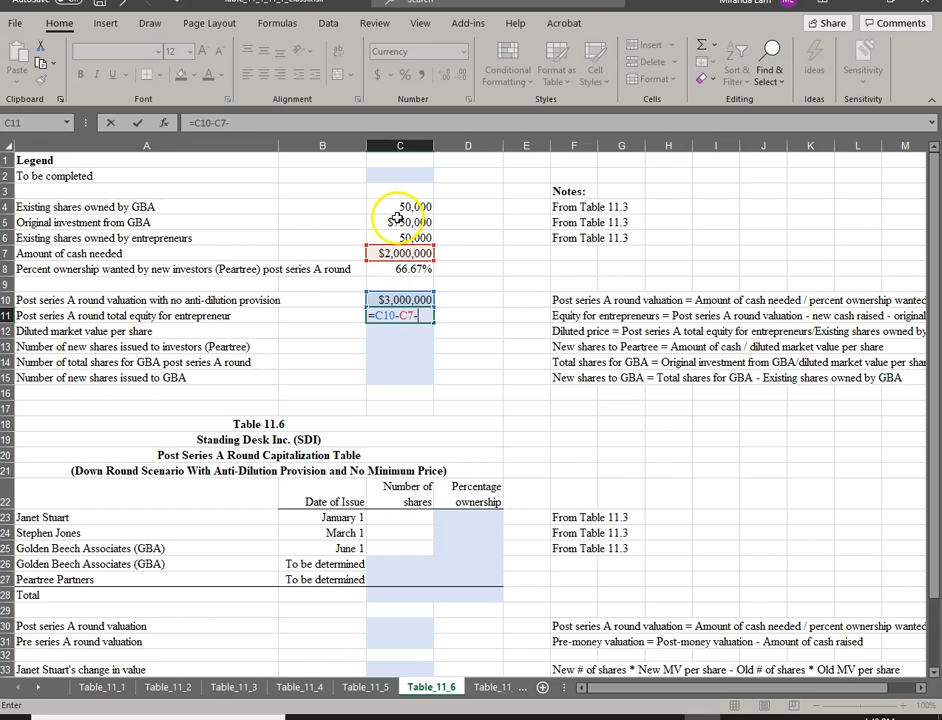 AutoSave
Table_11_1_11_1_Class.xlsx
Search
Miranda Lam
File Home Insert Draw Page Layout Formulas Data Review View Add-ins Help Acrobat Share Comments
12 A A Currency Insert
Paste B I U A $ % Conditional Formatting Format as Table Cell Styles Delete Format Sort & Filter Find & Select Ideas Sensitivity
Clipboard Font Alignment Number Styles Cells Editing Ideas Sensitivity
C11 =C10-C7-
A B C D E F G H I J K L M
1 Legend
2 To be completed
3 Notes:
4 Existing shares owned by GBA 50,000 From Table 11.3
5 Original investment from GBA From Table 11.3
6 Existing shares owned by entrepreneurs 50,000 From Table 11.3
7 Amount of cash needed $2,000,000
8 Percent ownership wanted by new investors (Peartree) post series A round 66.67%
9
10 Post series A round valuation with no anti-dilution provision $3,000,000 Post series A round valuation = Amount of cash needed / percent ownership wanted
11 Post series A round total equity for entrepreneur =C10-C7- Equity for entrepreneurs = Post series A round valuation - new cash raised - original
12 Diluted market value per share Diluted price = Post series A total equity for entrepreneurs/Existing shares owned by
13 Number of new shares issued to investors (Peartree) New shares to Peartree = Amount of cash / diluted market value per share
14 Number of total shares for GBA post series A round Total shares for GBA = Original investment from GBA/diluted market value per shar
15 Number of new shares issued to GBA New shares to GBA = Total shares for GBA - Existing shares owned by GBA
16
17
18 Table 11.6
19 Standing Desk Inc. (SDI)
20 Post Series A Round Capitalization Table
21 (Down Round Scenario With Anti-Dilution Provision and No Minimum Price)
Number of Percentage
22 Date of Issue shares ownership
23 Janet Stuart January 1 From Table 11.3
24 Stephen Jones March 1 From Table 11.3
25 Golden Beech Associates (GBA) June 1 From Table 11.3
26 Golden Beech Associates (GBA) To be determined
27 Peartree Partners To be determined
28 Total
29
30 Post series A round valuation Post series A round valuation = Amount of cash needed / percent ownership wanted
31 Pre series A round valuation Pre-money valuation = Post-money valuation - Amount of cash raised
32
33 Janet Stuart's change in value New # of shares * New MV per share - Old # of shares * Old MV per share
Table_11_1 Table_11_2 Table_11_3 Table_11_4 Table_11_5 Table_11_6 Table_11_ ...
Enter 100%